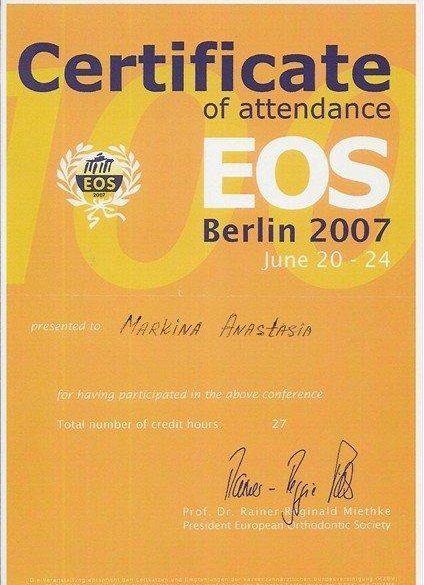 Certificate
of attendance
EOS
EOS
2007
Berlin 2007
June 20 - 24
presented to MARKINA ANASTASIA
for having participated in the above conference
Total number of credit hours: 27
Prof. Dr. Rainer-Reginald Miethke
President European Orthodontic Society